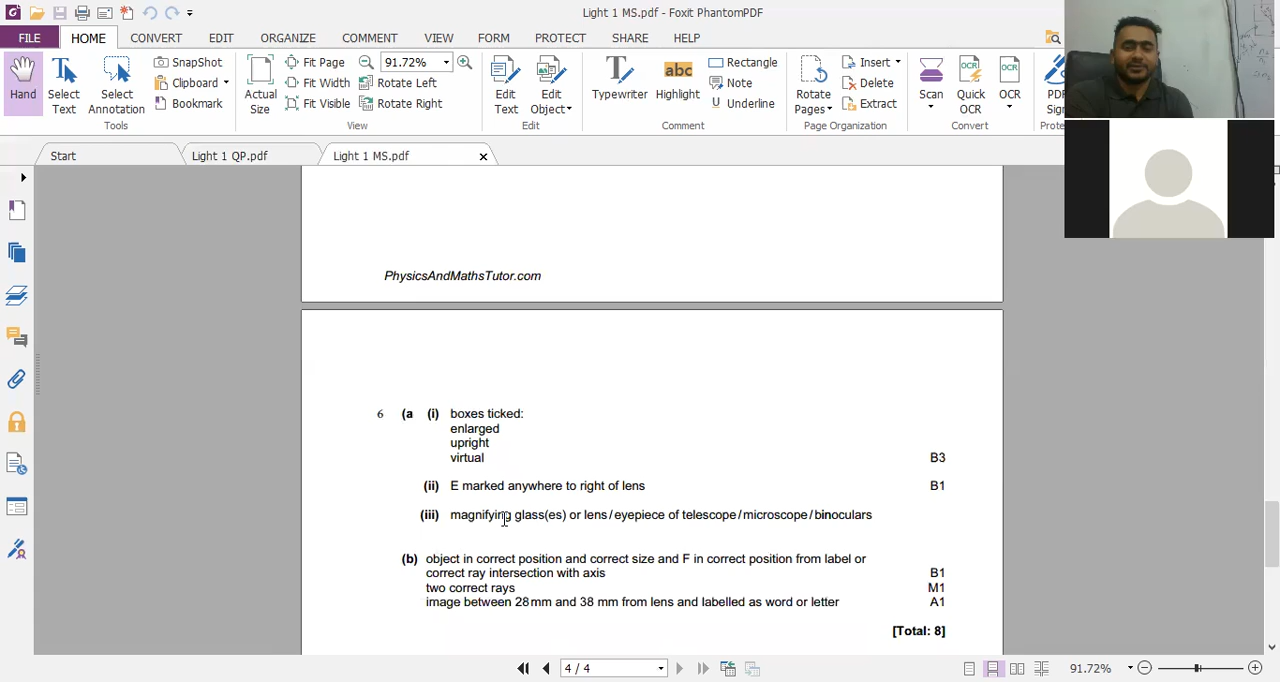 Light 1 MS.pdf - Foxit PhantomPDF
FILE HOME CONVERT EDIT ORGANIZE COMMENT VIEW FORM PROTECT SHARE HELP
Hand
Select Text
Select Annotation
SnapShot
Clipboard
Bookmark
Tools
Actual Size
Fit Page
Fit Width
Fit Visible
91.72%
Rotate Left
Rotate Right
View
Edit Text
Edit Object
Edit
Typewriter
abc
Highlight
Rectangle
Note
U Underline
Comment
Rotate Pages
Insert
Delete
Extract
Page Organization
Scan
OCR
Quick OCR
OCR
OCR
Convert
PDF
Sign
Prote
Start
Light 1 QP.pdf
Light 1 MS.pdf
PhysicsAndMathsTutor.com
6 (a (i) boxes ticked:
enlarged
upright
virtual B3
(ii) E marked anywhere to right of lens B1
(iii) magnifying glass(es) or lens / eyepiece of telescope / microscope / binoculars
(b) object in correct position and correct size and F in correct position from label or
correct ray intersection with axis B1
two correct rays M1
image between 28 mm and 38 mm from lens and labelled as word or letter A1
[Total: 8]
4 / 4
91.72%